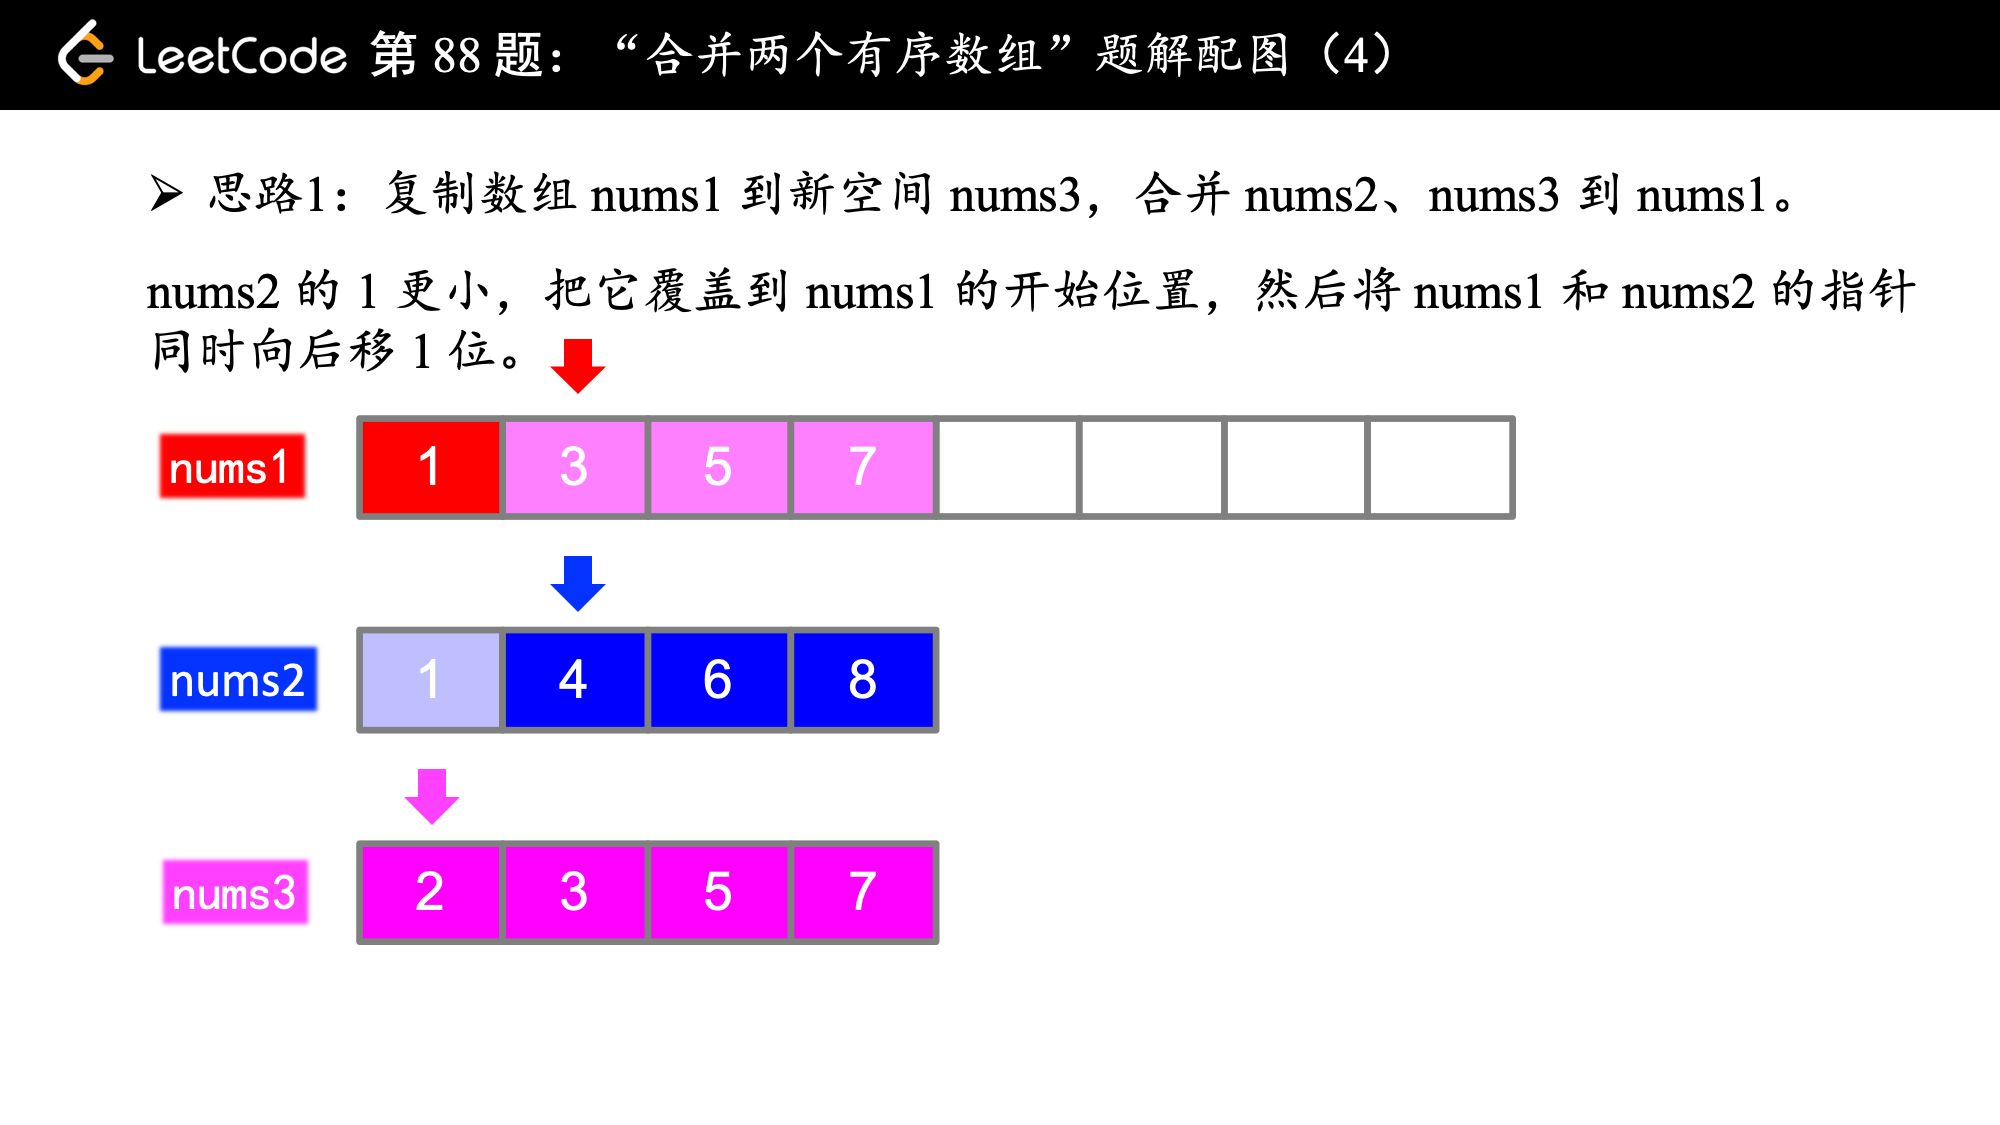 LeetCode 第 88 题：“合并两个有序数组”题解配图（4）
➢ 思路1：复制数组 nums1 到新空间 nums3，合并 nums2、nums3 到 nums1。
nums2 的 1 更小，把它覆盖到 nums1 的开始位置，然后将 nums1 和 nums2 的指针
同时向后移 1 位。
nums1 1 3 5 7
nums2 1 4 6 8
nums3 2 3 5 7